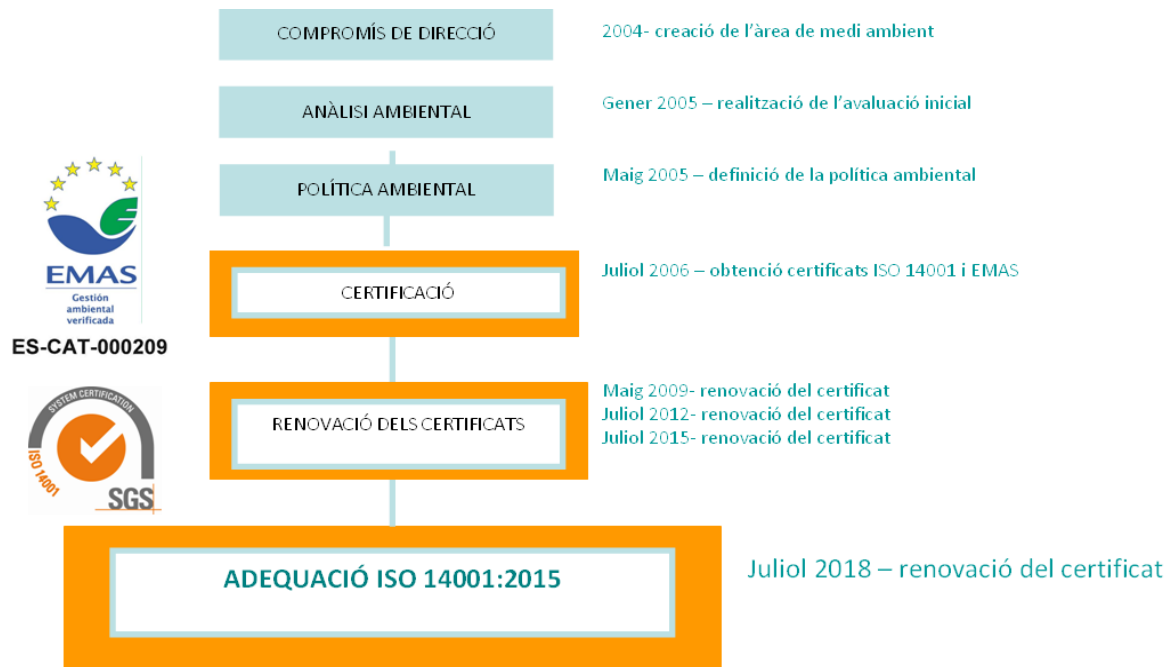 COMPROMÍS DE DIRECCIÓ
2004- creació de l'àrea de medi ambient
ANÀLISI AMBIENTAL
Gener 2005 – realització de l'avaluació inicial
POLÍTICA AMBIENTAL
Maig 2005 – definició de la política ambiental
EMAS
Gestión
ambiental
verificada
ES-CAT-000209
CERTIFICACIÓ
Juliol 2006 – obtenció certificats ISO 14001 i EMAS
SYSTEM CERTIFICATION
ISO 14001
SGS
RENOVACIÓ DELS CERTIFICATS
Maig 2009- renovació del certificat
Juliol 2012- renovació del certificat
Juliol 2015- renovació del certificat
ADEQUACIÓ ISO 14001:2015
Juliol 2018 – renovació del certificat